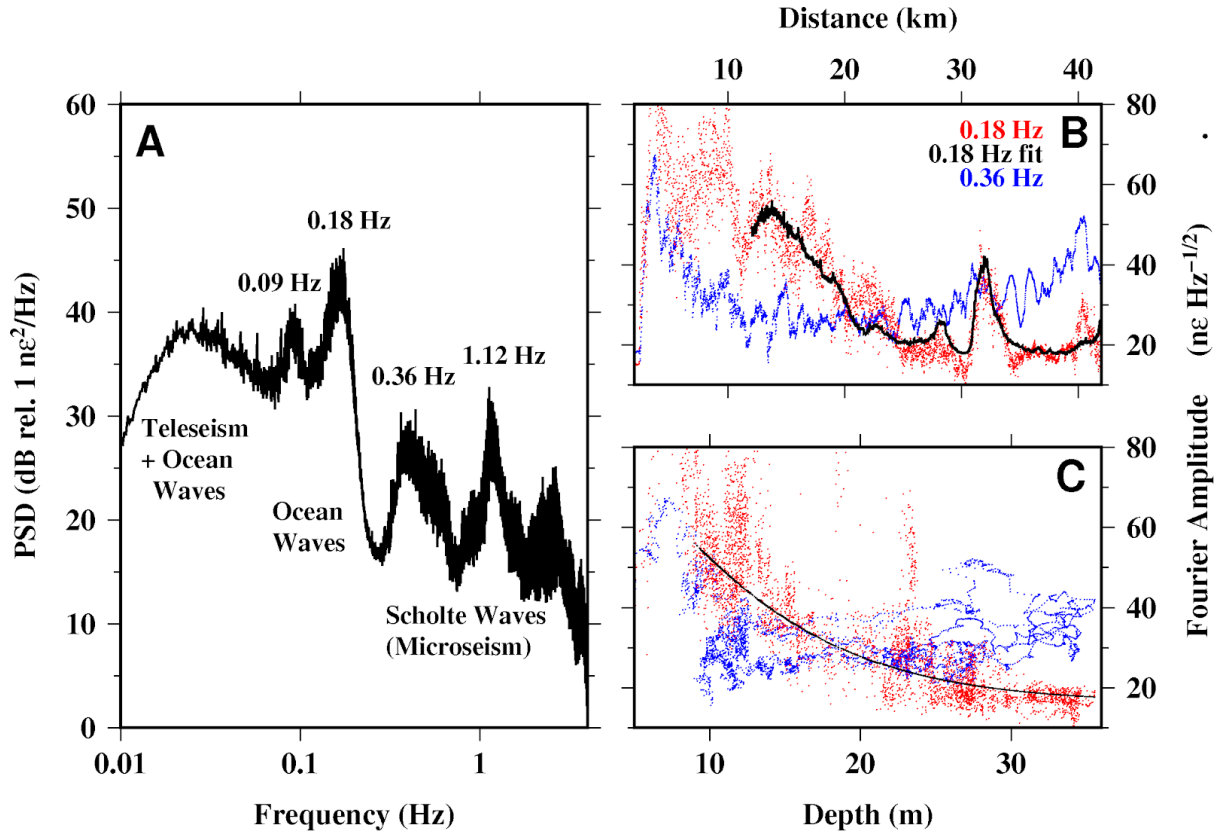 Distance (km)
10 20 30 40
A
60
50
40
30
20
10
0
PSD (dB rel. 1 nε²/Hz)
0.18 Hz
0.09 Hz
0.36 Hz
1.12 Hz
Teleseism
+ Ocean
Waves
Ocean
Waves
Scholte Waves
(Microseism)
0.01 0.1 1
Frequency (Hz)
B
0.18 Hz
0.18 Hz fit
0.36 Hz
80
60
40
20
C
80
60
40
20
Fourier Amplitude (nε Hz⁻¹/²)
10 20 30
Depth (m)